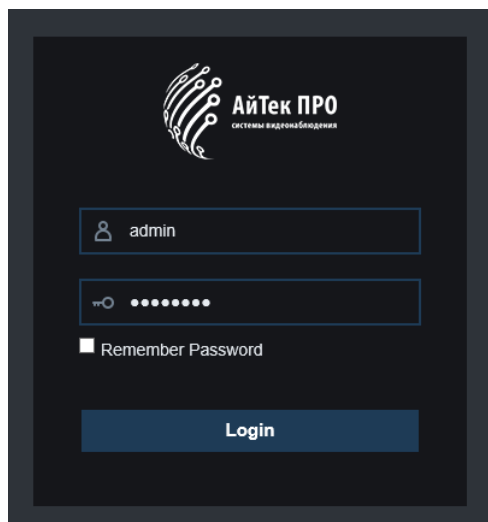 АйТек ПРО
системы видеонаблюдения
admin
••••••••
Remember Password
Login